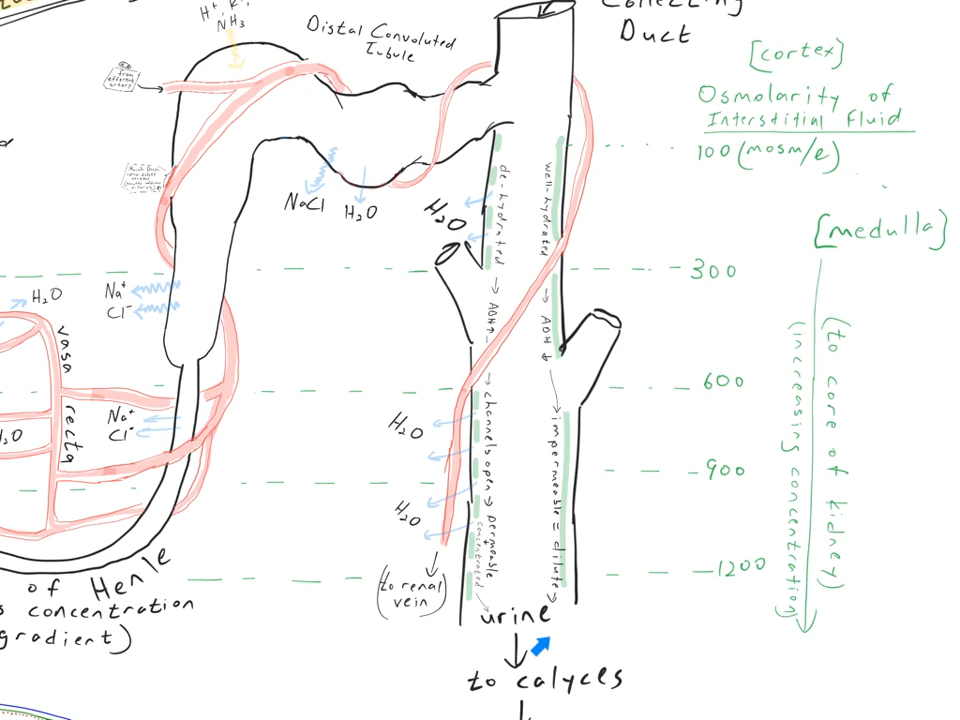 H⁺, K⁺,
NH₃
Distal Convoluted
Tubule
Collecting
Duct
[cortex]
Osmolarity of
Interstitial Fluid
100 (mosm/e)
[medulla]
300
600
900
1200
(to core of kidney)
(increasing concentration)
from
efferent
NaCl
H₂O
H₂O
H₂O
Na⁺
Cl⁻
vasa recta
Na⁺
Cl⁻
H₂O
H₂O
H₂O
de-hydrated → ADH↑ → channels open → permeable
concentrated
well-hydrated → ADH↓ → impermeable = dilute
of Henle
concentration
gradient)
(to renal
vein)
urine
to calyces